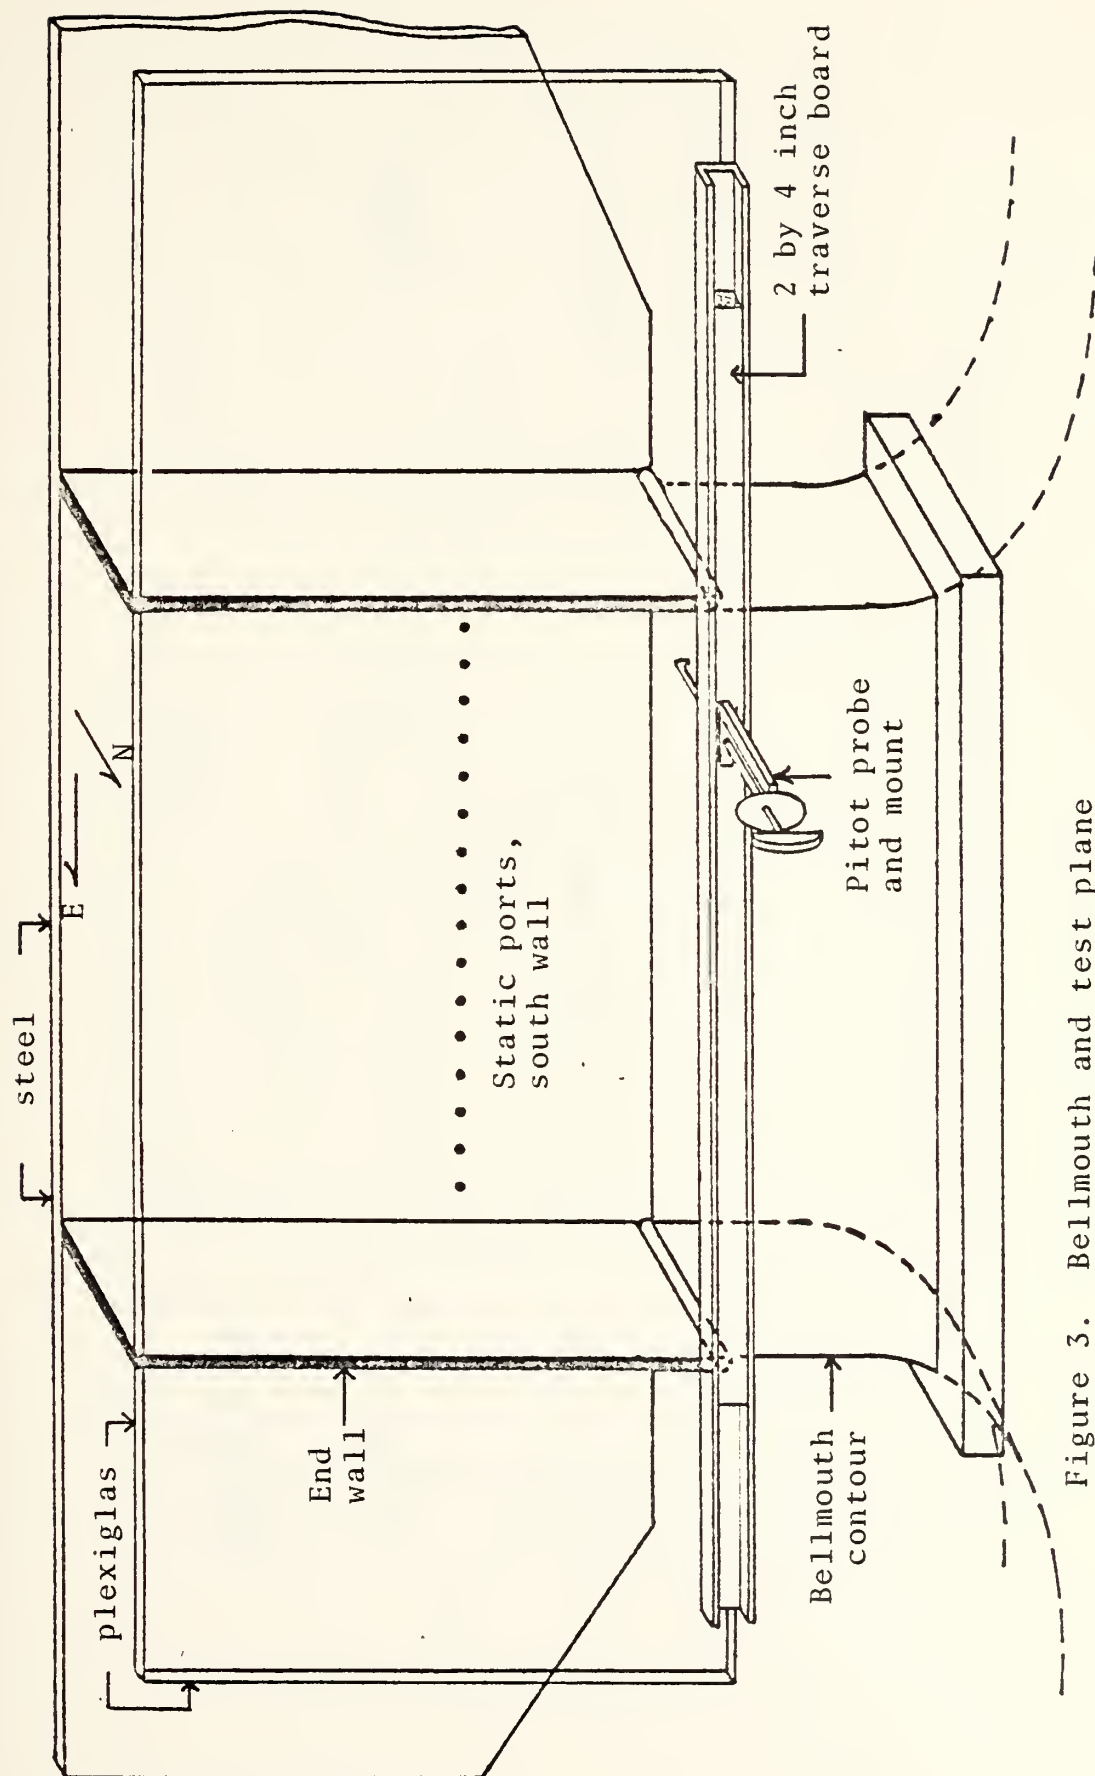 steel
plexiglas
E
N
End
wall
Static ports,
south wall
2 by 4 inch
traverse board
Pitot probe
and mount
Bellmouth
contour
Figure 3. Bellmouth and test plane